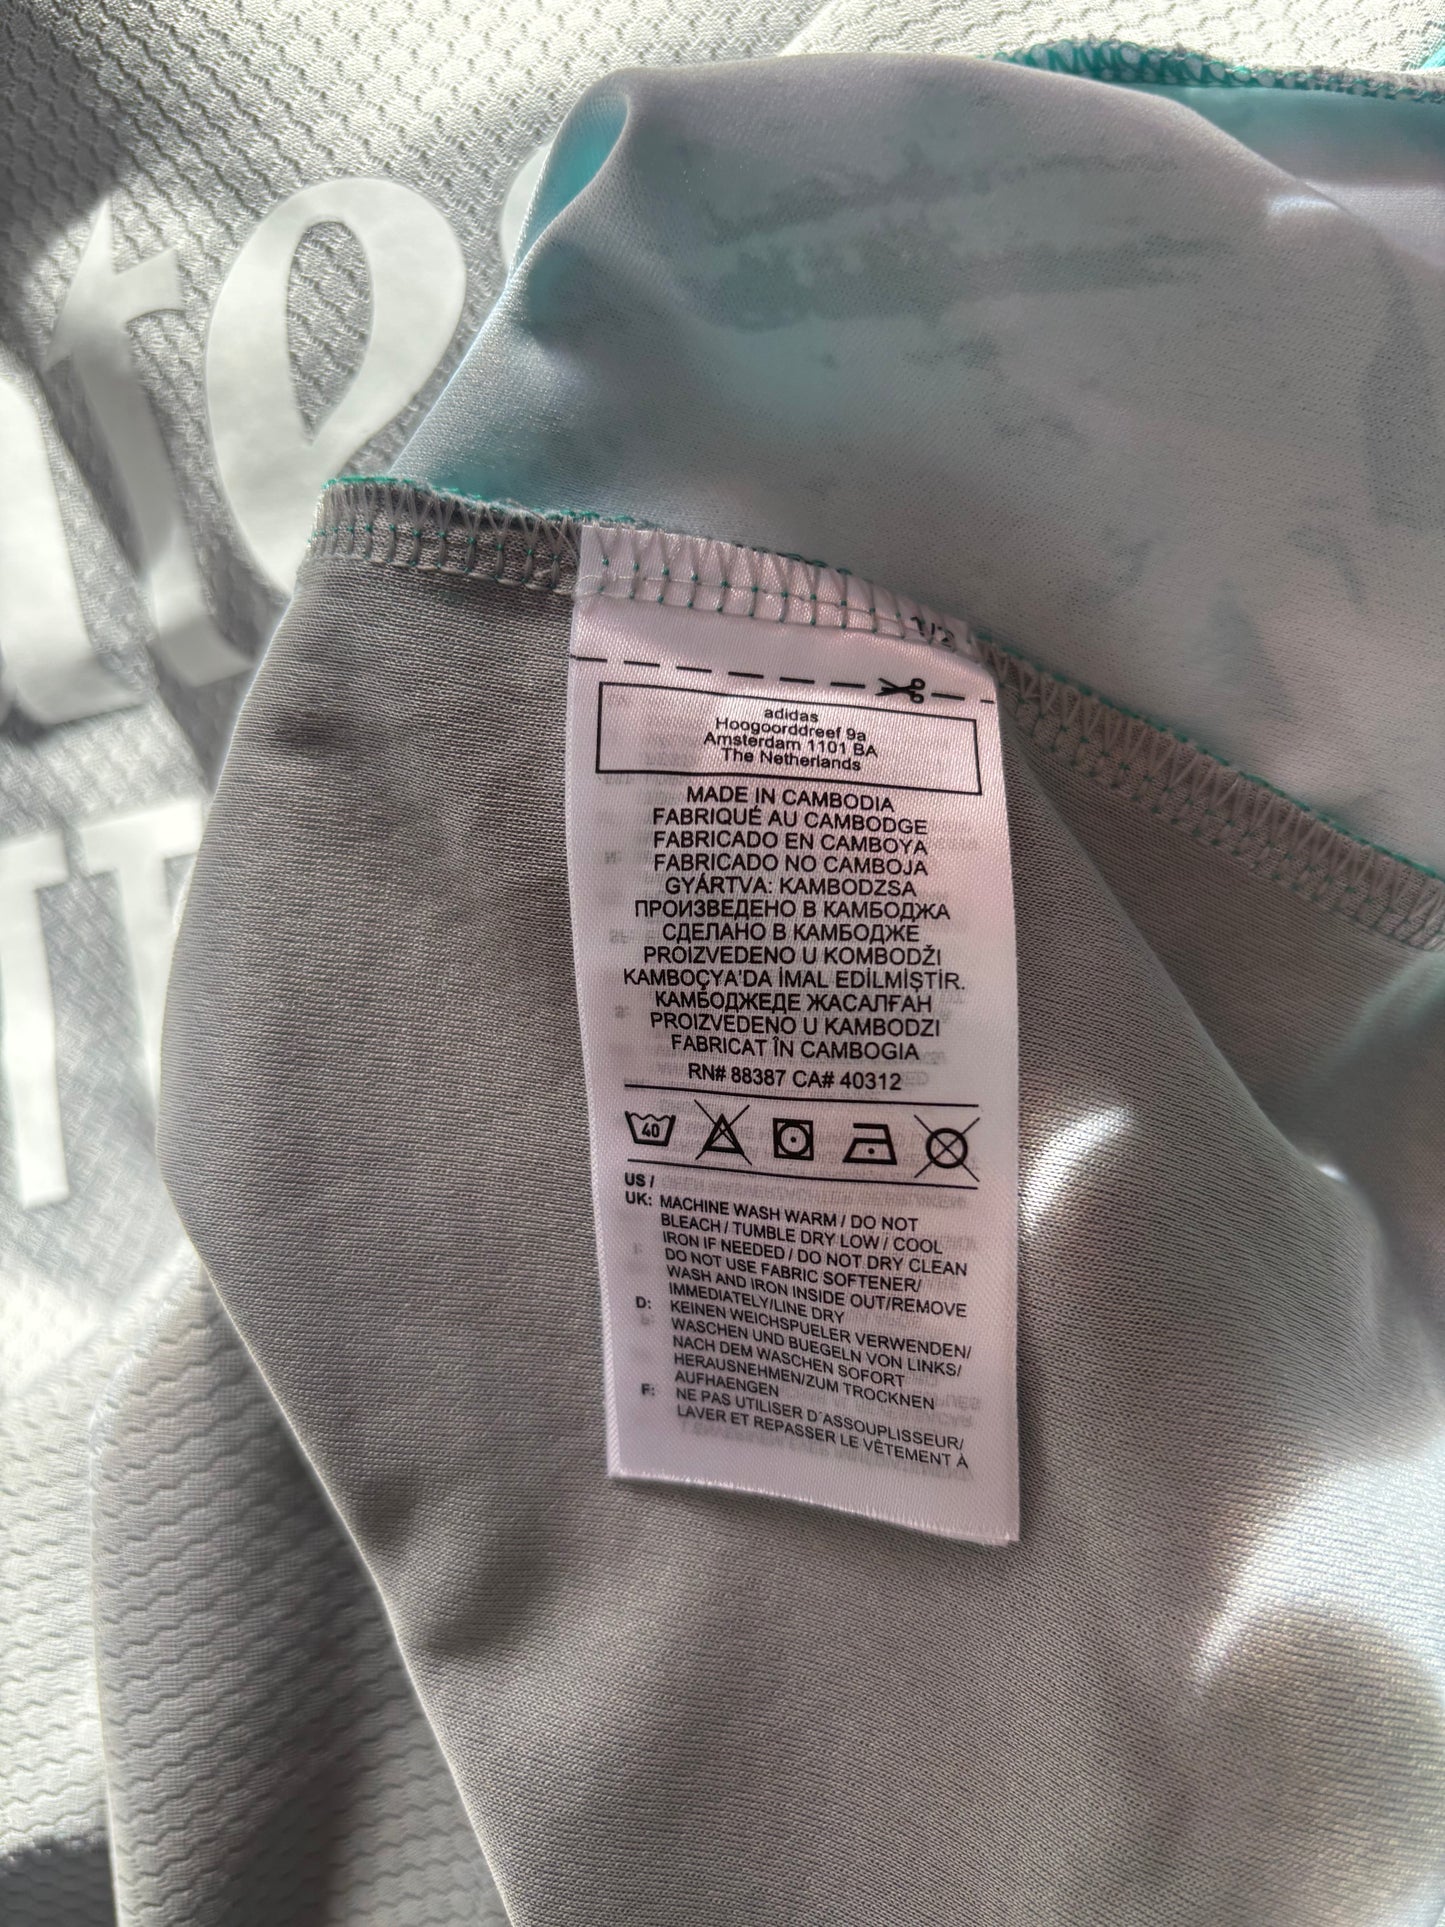 te
TT
1/2
adidas
Hoogoorddreef 9a
Amsterdam 1101 BA
The Netherlands
MADE IN CAMBODIA
FABRIQUÉ AU CAMBODGE
FABRICADO EN CAMBOYA
FABRICADO NO CAMBOJA
GYÁRTVA: KAMBODZSA
ПРОИЗВЕДЕНО В КАМБОДЖА
СДЕЛАНО В КАМБОДЖЕ
PROIZVEDENO U KOMBODŽI
KAMBOÇYA'DA İMAL EDİLMİŞTİR.
КАМБОДЖЕДЕ ЖАСАЛҒАН
PROIZVEDENO U KAMBODZI
FABRICAT ÎN CAMBOGIA
RN# 88387 CA# 40312
40
US /
UK: MACHINE WASH WARM / DO NOT
BLEACH / TUMBLE DRY LOW / COOL
IRON IF NEEDED / DO NOT DRY CLEAN
DO NOT USE FABRIC SOFTENER/
WASH AND IRON INSIDE OUT/REMOVE
IMMEDIATELY/LINE DRY
D: KEINEN WEICHSPUELER VERWENDEN/
WASCHEN UND BUEGELN VON LINKS/
NACH DEM WASCHEN SOFORT
HERAUSNEHMEN/ZUM TROCKNEN
AUFHAENGEN
F: NE PAS UTILISER D´ASSOUPLISSEUR/
LAVER ET REPASSER LE VÊTEMENT À